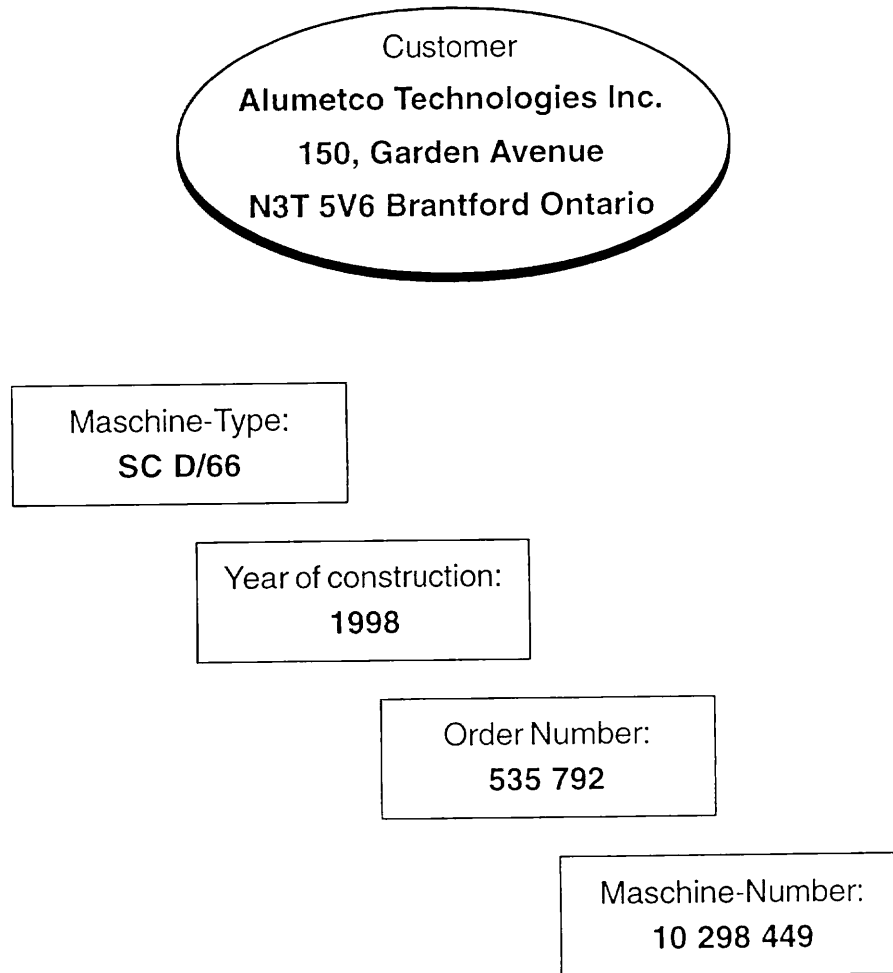 Customer
Alumetco Technologies Inc.
150, Garden Avenue
N3T 5V6 Brantford Ontario
Maschine-Type:
SC D/66
Year of construction:
1998
Order Number:
535 792
Maschine-Number:
10 298 449